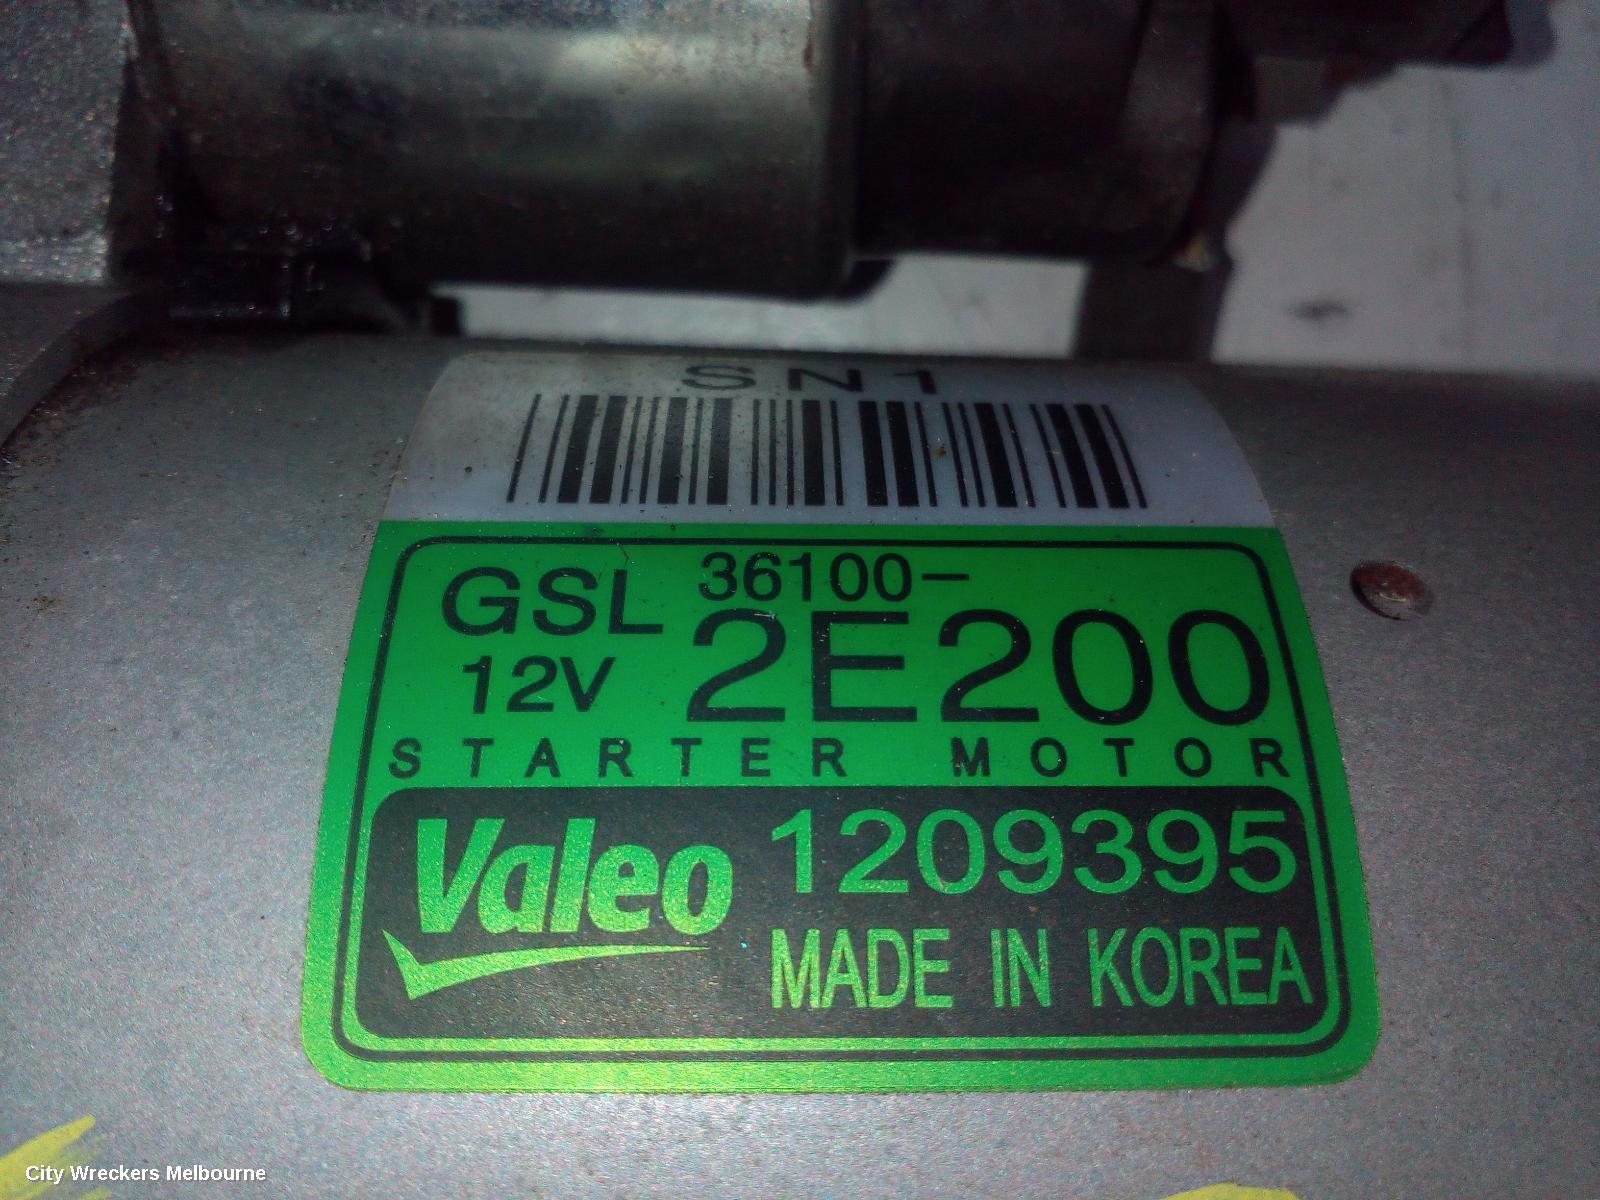 SN1
GSL 36100-
12V 2E200
STARTER MOTOR
Valeo 1209395
MADE IN KOREA
City Wreckers Melbourne